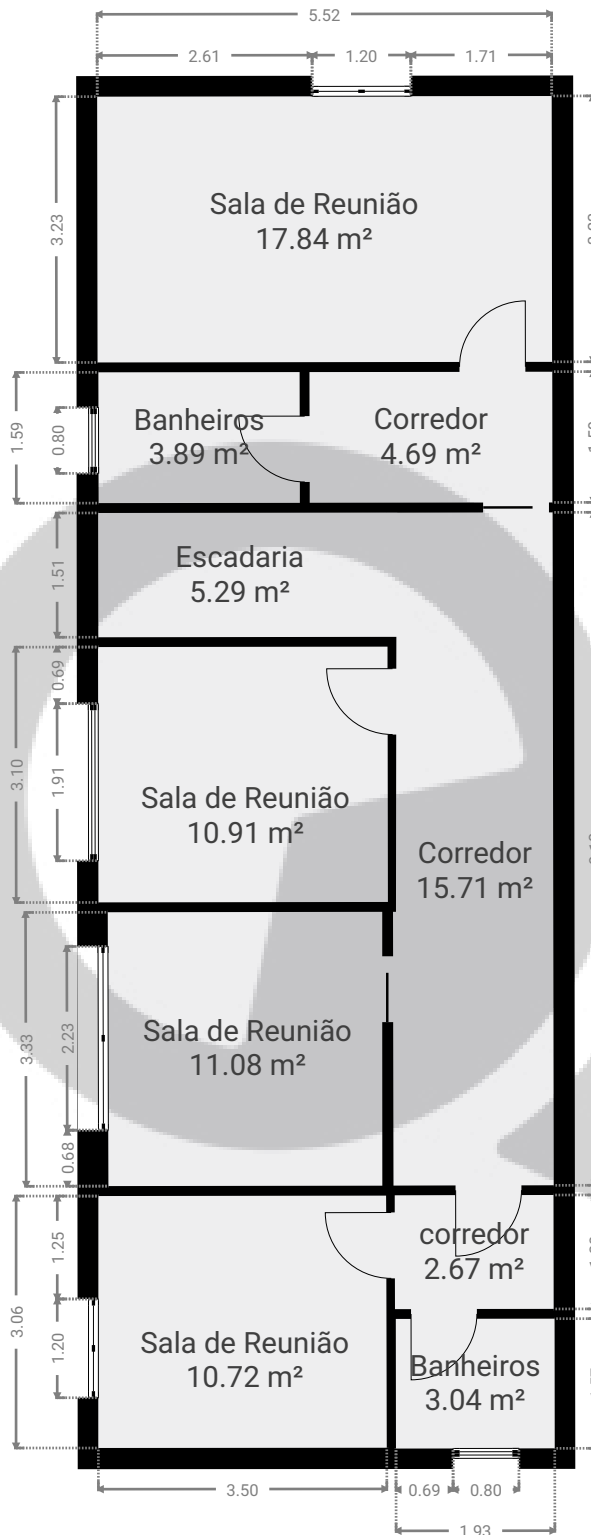 5.52
2.61
1.20
1.71
3.23
Sala de Reunião
17.84 m²
1.59
0.80
Banheiros
3.89 m²
Corredor
4.69 m²
1.51
Escadaria
5.29 m²
0.69
3.10
1.91
Sala de Reunião
10.91 m²
Corredor
15.71 m²
3.33
2.23
Sala de Reunião
11.08 m²
0.68
1.25
corredor
2.67 m²
3.06
1.20
Sala de Reunião
10.72 m²
Banheiros
3.04 m²
3.50
0.69
0.80
1.93